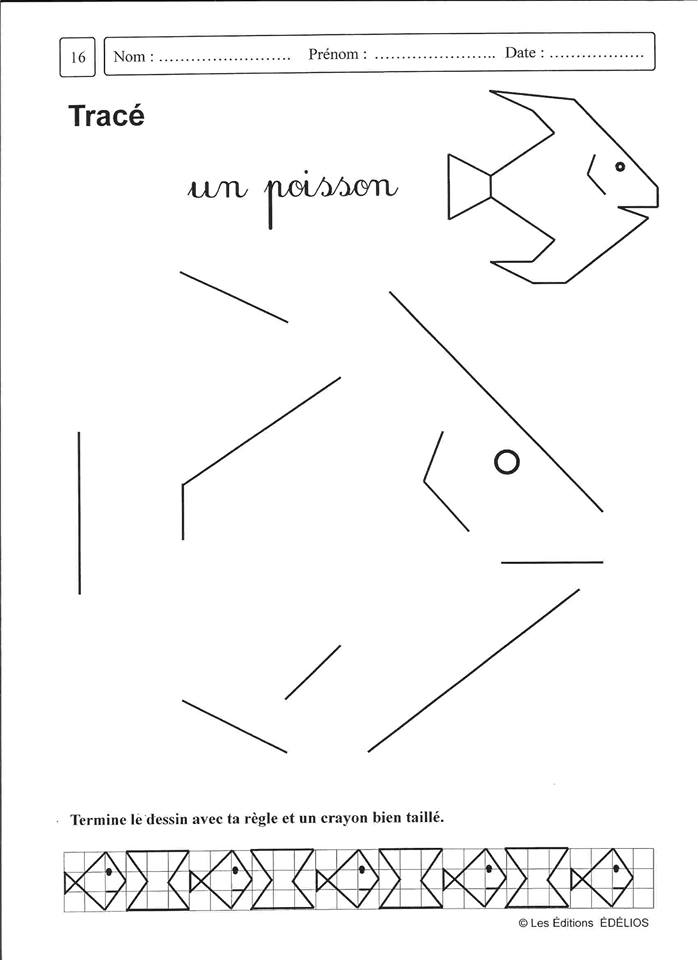 16 Nom : ........................ Prénom : ...................... Date : ..................
Tracé
un poisson
Termine le dessin avec ta règle et un crayon bien taillé.
© Les Éditions ÉDÉLIOS